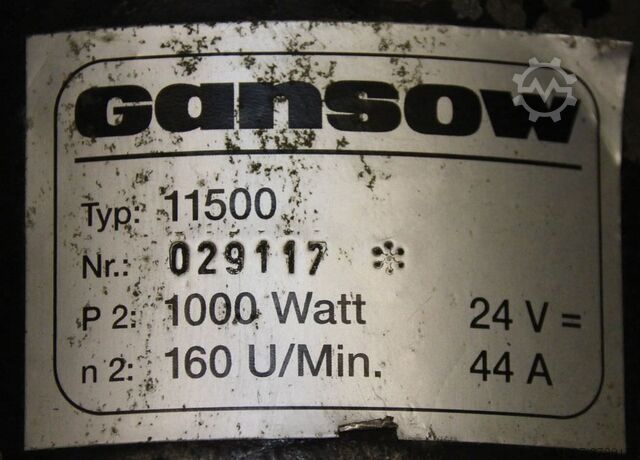 Gansow
Typ: 11500
Nr.: 029117 *
P 2: 1000 Watt 24 V =
n 2: 160 U/Min. 44 A